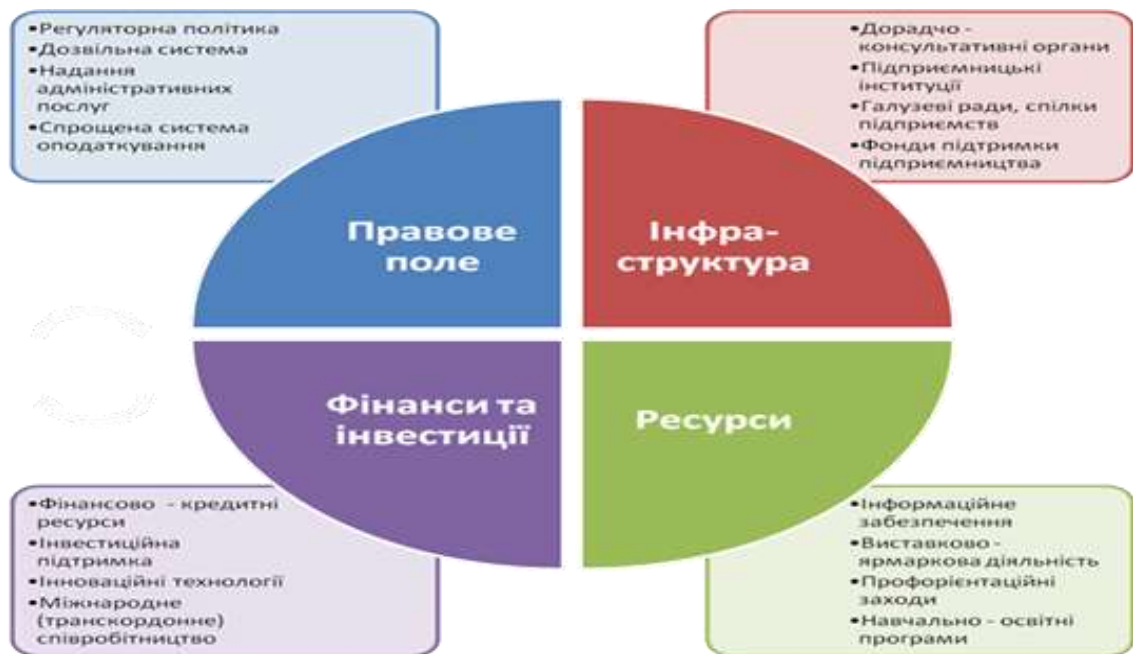 •Регуляторна політика
•Дозвільна система
•Надання
адміністративних
послуг
•Спрощена система
оподаткування
•Дорадчо -
консультативні органи
•Підприємницькі
інституції
•Галузеві ради, спілки
підприємств
•Фонди підтримки
підприємництва
Правове
поле
Інфра-
структура
Фінанси та
інвестиції
Ресурси
•Фінансово - кредитні
ресурси
•Інвестиційна
підтримка
•Інноваційні технології
•Міжнародне
(транскордонне)
співробітництво
•Інформаційне
забезпечення
•Виставково -
ярмаркова діяльність
•Профорієнтаційні
заходи
•Навчально - освітні
програми